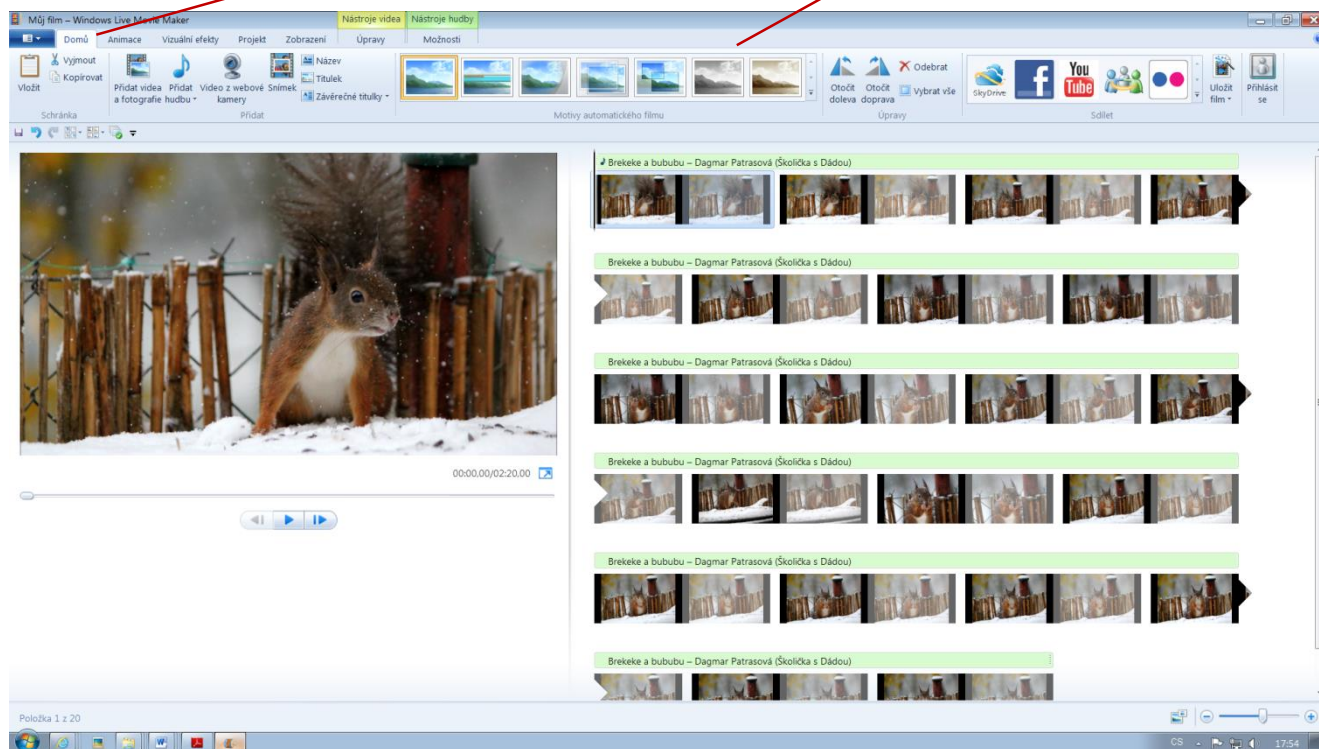 Můj film – Windows Live Movie Maker
Nástroje videa
Nástroje hudby
Domů
Animace
Vizuální efekty
Projekt
Zobrazení
Úpravy
Možnosti
Vložit
Vyjmout
Kopírovat
Schránka
Přidat videa
a fotografie
Přidat
hudbu
Video z webové
kamery
Snímek
Název
Titulek
Závěrečné titulky
Přidat
Motivy automatického filmu
Otočit
doleva
Otočit
doprava
Odebrat
Vybrat vše
Úpravy
SkyDrive
f
You
Tube
Sdílet
Uložit
film
Přihlásit
se
Brekeke a bububu – Dagmar Patrasová (Školička s Dádou)
Brekeke a bububu – Dagmar Patrasová (Školička s Dádou)
Brekeke a bububu – Dagmar Patrasová (Školička s Dádou)
Brekeke a bububu – Dagmar Patrasová (Školička s Dádou)
Brekeke a bububu – Dagmar Patrasová (Školička s Dádou)
Brekeke a bububu – Dagmar Patrasová (Školička s Dádou)
00:00.00/02:20.00
Položka 1 z 20
CS
17:54